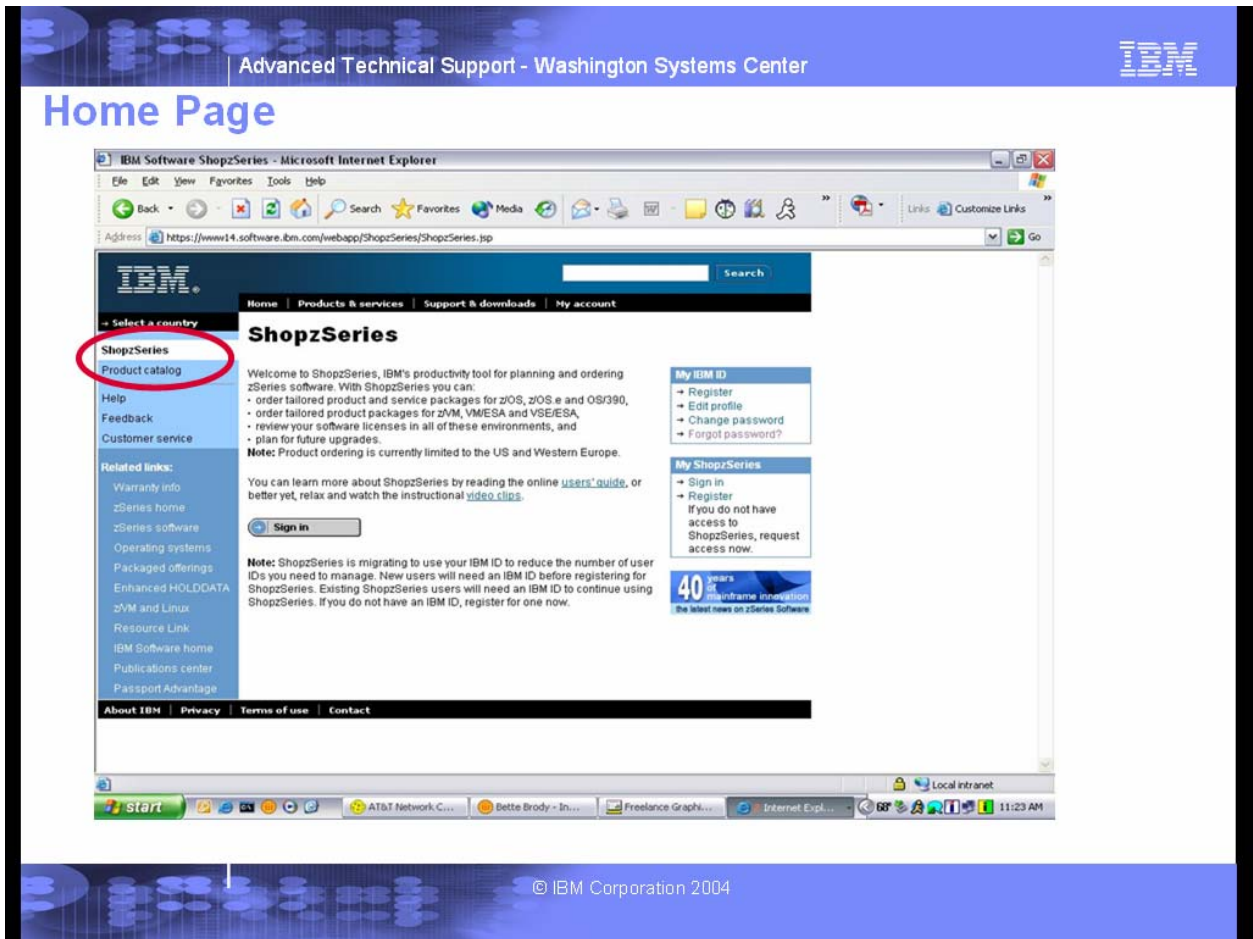 Advanced Technical Support - Washington Systems Center
IBM
Home Page
IBM Software ShopzSeries - Microsoft Internet Explorer
File Edit View Favorites Tools Help
Back Search Favorites Media Links Customize Links
Address https://www14.software.ibm.com/webapp/ShopzSeries/ShopzSeries.jsp Go
IBM
Search
Home | Products & services | Support & downloads | My account
Select a country
ShopzSeries
Product catalog
Help
Feedback
Customer service
Related links:
Warranty info
zSeries home
zSeries software
Operating systems
Packaged offerings
Enhanced HOLDDATA
z/VM and Linux
Resource Link
IBM Software home
Publications center
Passport Advantage
ShopzSeries
Welcome to ShopzSeries, IBM's productivity tool for planning and ordering
zSeries software. With ShopzSeries you can:
· order tailored product and service packages for z/OS, z/OS.e and OS/390,
· order tailored product packages for z/VM, VM/ESA and VSE/ESA,
· review your software licenses in all of these environments, and
· plan for future upgrades.
Note: Product ordering is currently limited to the US and Western Europe.
You can learn more about ShopzSeries by reading the online users' guide, or
better yet, relax and watch the instructional video clips.
Sign in
Note: ShopzSeries is migrating to use your IBM ID to reduce the number of user
IDs you need to manage. New users will need an IBM ID before registering for
ShopzSeries. Existing ShopzSeries users will need an IBM ID to continue using
ShopzSeries. If you do not have an IBM ID, register for one now.
My IBM ID
Register
Edit profile
Change password
Forgot password?
My ShopzSeries
Sign in
Register
If you do not have
access to
ShopzSeries, request
access now.
40 years
of
mainframe innovation
the latest news on zSeries Software
About IBM | Privacy | Terms of use | Contact
Local intranet
start AT&T Network C... Bette Brody - In... Freelance Graphi... Internet Expl... 68° 11:23 AM
© IBM Corporation 2004